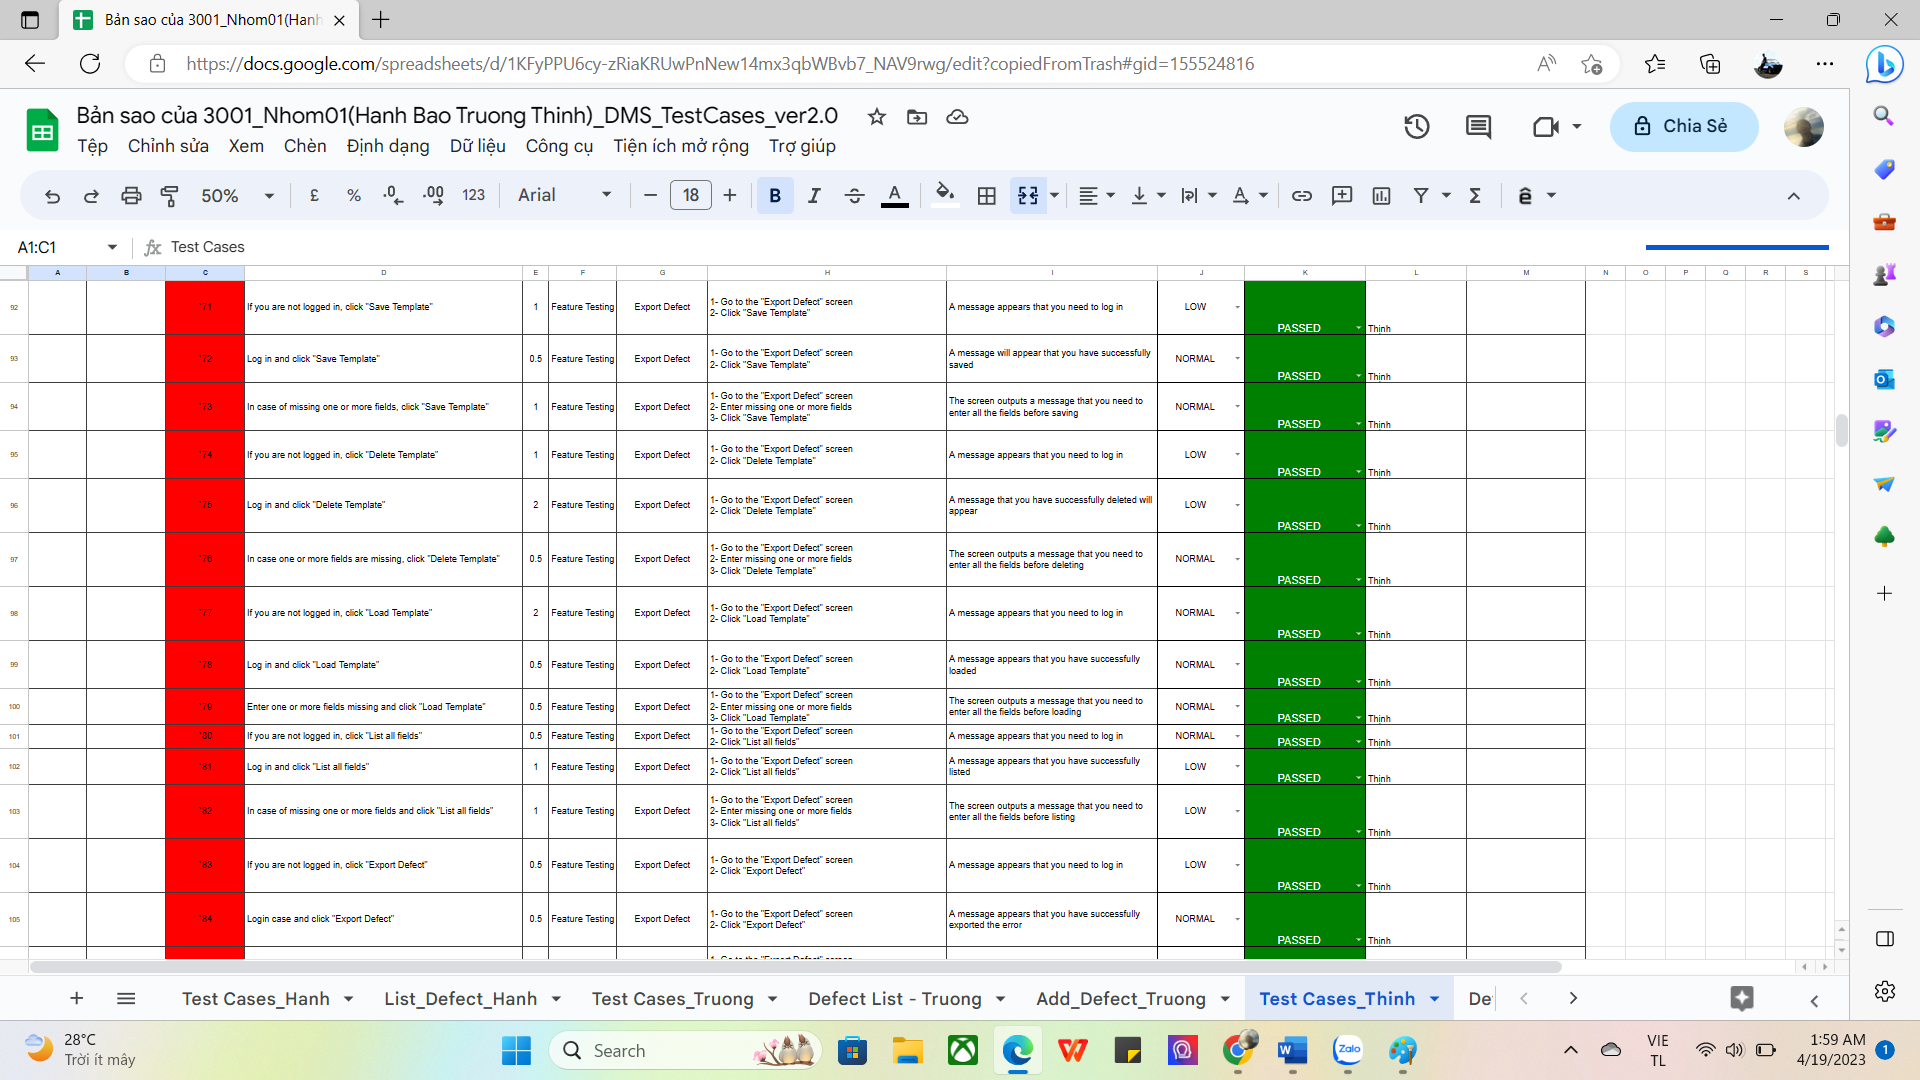 Bản sao của 3001_Nhom01(Hanh
https://docs.google.com/spreadsheets/d/1KFyPPU6cy-zRiaKRUwPnNew14mx3qbWBvb7_NAV9rwg/edit?copiedFromTrash#gid=155524816
Bản sao của 3001_Nhom01(Hanh Bao Truong Thinh)_DMS_TestCases_ver2.0
Tệp Chỉnh sửa Xem Chèn Định dạng Dữ liệu Công cụ Tiện ích mở rộng Trợ giúp
Chia Sẻ
50% £ % .0 .00 123 Arial 18 B I A
A1:C1 fx Test Cases
A B C D E F G H I J K L M N O P Q R S
92 '71 If you are not logged in, click "Save Template" 1 Feature Testing Export Defect 1- Go to the "Export Defect" screen A message appears that you need to log in LOW PASSED Thịnh
2- Click "Save Template"
93 '72 Log in and click "Save Template" 0.5 Feature Testing Export Defect 1- Go to the "Export Defect" screen A message will appear that you have successfully NORMAL PASSED Thịnh
2- Click "Save Template" saved
94 '73 In case of missing one or more fields, click "Save Template" 1 Feature Testing Export Defect 1- Go to the "Export Defect" screen The screen outputs a message that you need to NORMAL PASSED Thịnh
2- Enter missing one or more fields enter all the fields before saving
3- Click "Save Template"
95 '74 If you are not logged in, click "Delete Template" 1 Feature Testing Export Defect 1- Go to the "Export Defect" screen A message appears that you need to log in LOW PASSED Thịnh
2- Click "Delete Template"
96 '75 Log in and click "Delete Template" 2 Feature Testing Export Defect 1- Go to the "Export Defect" screen A message that you have successfully deleted will LOW PASSED Thịnh
2- Click "Delete Template" appear
97 '76 In case one or more fields are missing, click "Delete Template" 0.5 Feature Testing Export Defect 1- Go to the "Export Defect" screen The screen outputs a message that you need to NORMAL PASSED Thịnh
2- Enter missing one or more fields enter all the fields before deleting
3- Click "Delete Template"
98 '77 If you are not logged in, click "Load Template" 2 Feature Testing Export Defect 1- Go to the "Export Defect" screen A message appears that you need to log in NORMAL PASSED Thịnh
2- Click "Load Template"
99 '78 Log in and click "Load Template" 0.5 Feature Testing Export Defect 1- Go to the "Export Defect" screen A message appears that you have successfully NORMAL PASSED Thịnh
2- Click "Load Template" loaded
100 '79 Enter one or more fields missing and click "Load Template" 0.5 Feature Testing Export Defect 1- Go to the "Export Defect" screen The screen outputs a message that you need to NORMAL PASSED Thịnh
2- Enter missing one or more fields enter all the fields before loading
3- Click "Load Template"
101 '80 If you are not logged in, click "List all fields" 0.5 Feature Testing Export Defect 1- Go to the "Export Defect" screen A message appears that you need to log in NORMAL PASSED Thịnh
2- Click "List all fields"
102 '81 Log in and click "List all fields" 1 Feature Testing Export Defect 1- Go to the "Export Defect" screen A message appears that you have successfully LOW PASSED Thịnh
2- Click "List all fields" listed
103 '82 In case of missing one or more fields and click "List all fields" 1 Feature Testing Export Defect 1- Go to the "Export Defect" screen The screen outputs a message that you need to LOW PASSED Thịnh
2- Enter missing one or more fields enter all the fields before listing
3- Click "List all fields"
104 '83 If you are not logged in, click "Export Defect" 0.5 Feature Testing Export Defect 1- Go to the "Export Defect" screen A message appears that you need to log in LOW PASSED Thịnh
2- Click "Export Defect"
105 '84 Login case and click "Export Defect" 0.5 Feature Testing Export Defect 1- Go to the "Export Defect" screen A message appears that you have successfully NORMAL PASSED Thịnh
2- Click "Export Defect" exported the error
Test Cases_Hanh List_Defect_Hanh Test Cases_Truong Defect List - Truong Add_Defect_Truong Test Cases_Thinh
28°C
Trời ít mây
Search
Zalo
VIE
TL
1:59 AM
4/19/2023
1